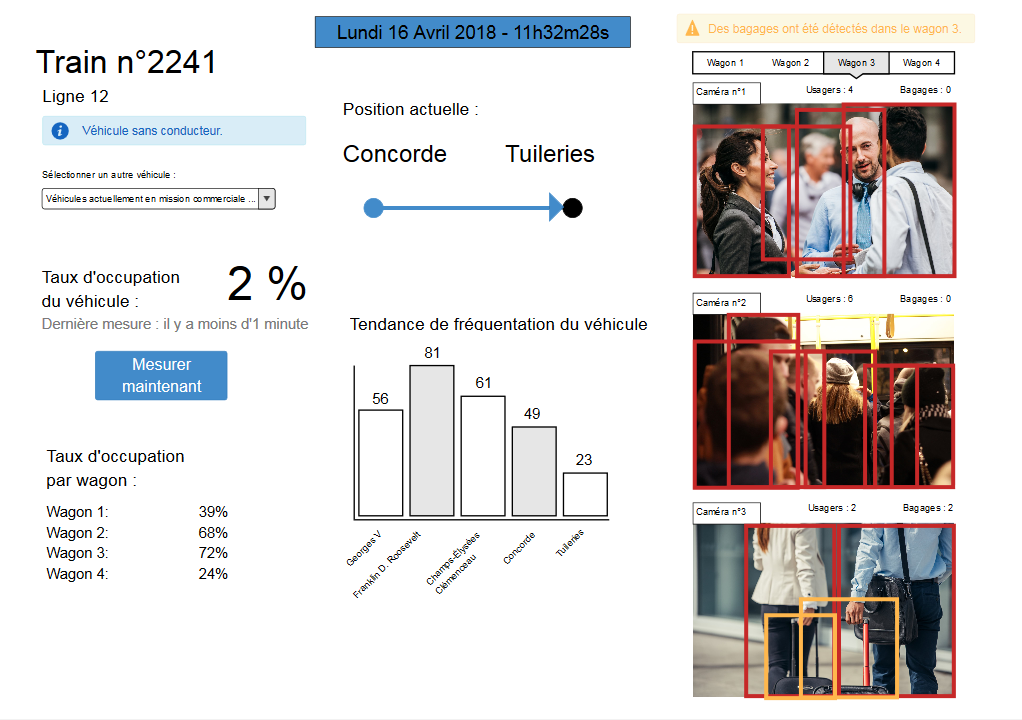 Lundi 16 Avril 2018 - 11h32m28s
Train n°2241
Ligne 12
Véhicule sans conducteur.
Sélectionner un autre véhicule :
Véhicules actuellement en mission commerciale ...
Taux d'occupation
du véhicule :
2 %
Dernière mesure : il y a moins d'1 minute
Mesurer
maintenant
Taux d'occupation
par wagon :
Wagon 1: 39%
Wagon 2: 68%
Wagon 3: 72%
Wagon 4: 24%
Position actuelle :
Concorde Tuileries
Tendance de fréquentation du véhicule
56
81
61
49
23
Georges V
Franklin D. Roosevelt
Champs-Elysées
Clémenceau
Concorde
Tuileries
Des bagages ont été détectés dans le wagon 3.
Wagon 1 Wagon 2 Wagon 3 Wagon 4
Caméra n°1 Usagers : 4 Bagages : 0
Caméra n°2 Usagers : 6 Bagages : 0
Caméra n°3 Usagers : 2 Bagages : 2